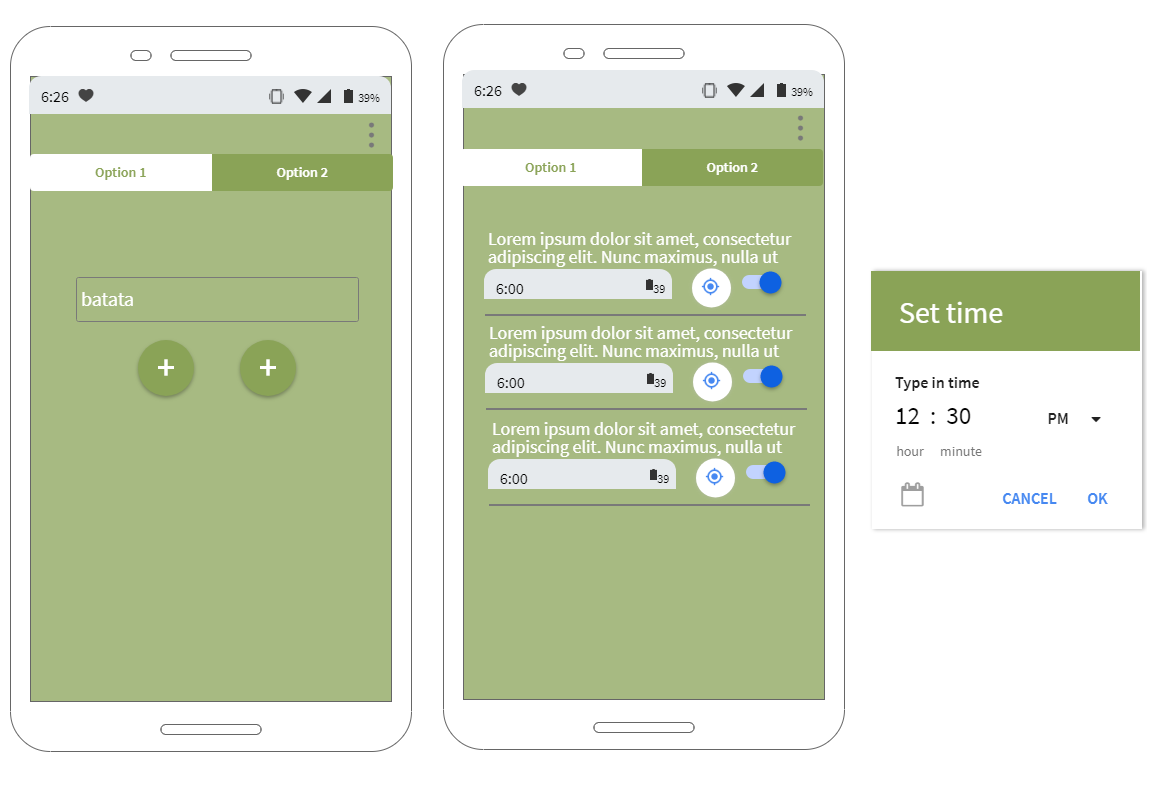 6:26 39%
Option 1 Option 2
batata
+ +
6:26 39%
Option 1 Option 2
Lorem ipsum dolor sit amet, consectetur
adipiscing elit. Nunc maximus, nulla ut
6:00 39
Lorem ipsum dolor sit amet, consectetur
adipiscing elit. Nunc maximus, nulla ut
6:00 39
Lorem ipsum dolor sit amet, consectetur
adipiscing elit. Nunc maximus, nulla ut
6:00 39
Set time
Type in time
12 : 30 PM
hour minute
CANCEL OK